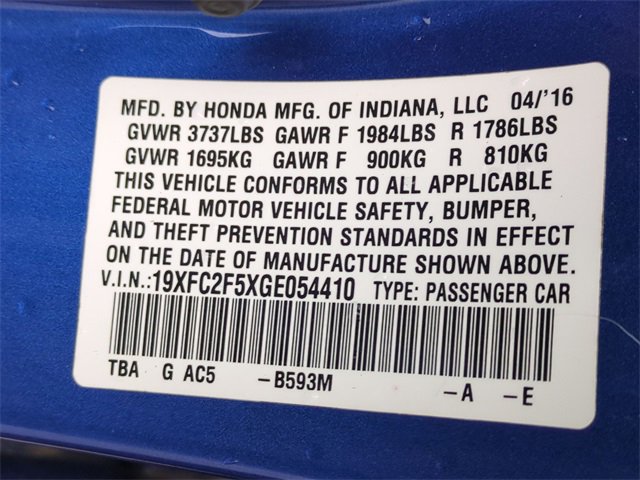 MFD. BY HONDA MFG. OF INDIANA, LLC 04/'16
GVWR 3737LBS GAWR F 1984LBS R 1786LBS
GVWR 1695KG GAWR F 900KG R 810KG
THIS VEHICLE CONFORMS TO ALL APPLICABLE
FEDERAL MOTOR VEHICLE SAFETY, BUMPER,
AND THEFT PREVENTION STANDARDS IN EFFECT
ON THE DATE OF MANUFACTURE SHOWN ABOVE.
V.I.N.:19XFC2F5XGE054410 TYPE: PASSENGER CAR
TBA G AC5 -B593M -A -E